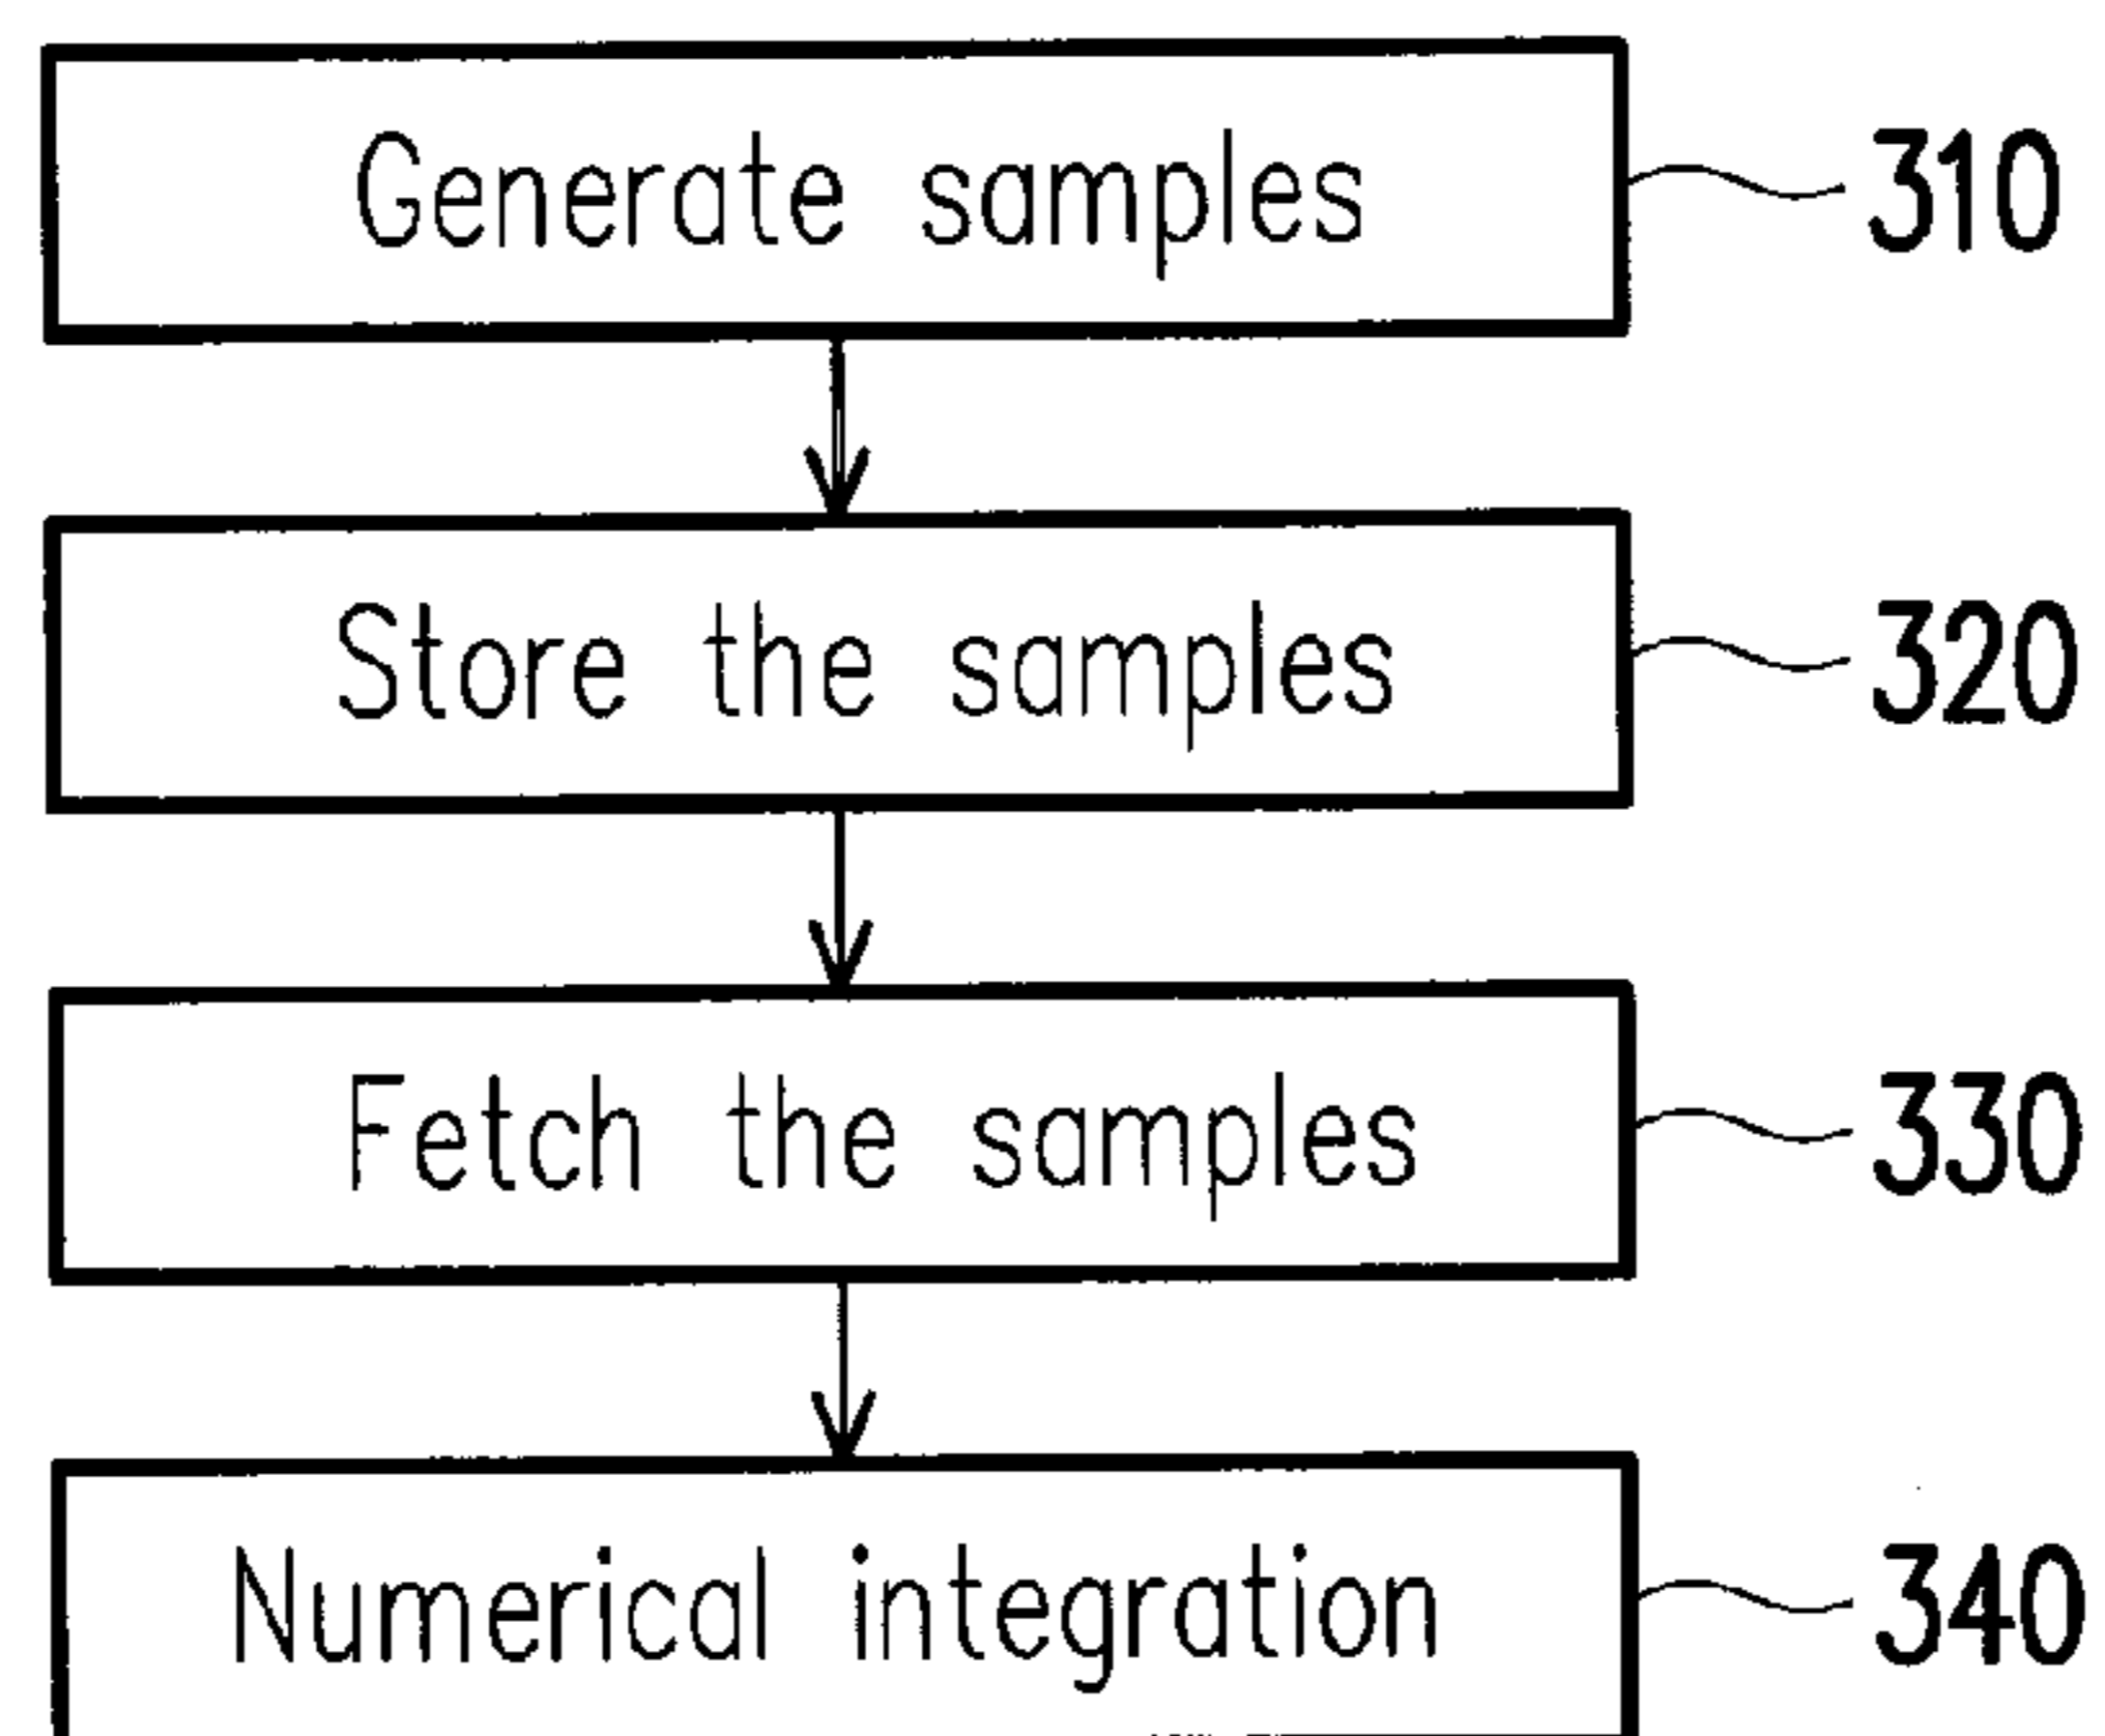 Generate samples 310
Store the samples 320
Fetch the samples 330
Numerical integration 340